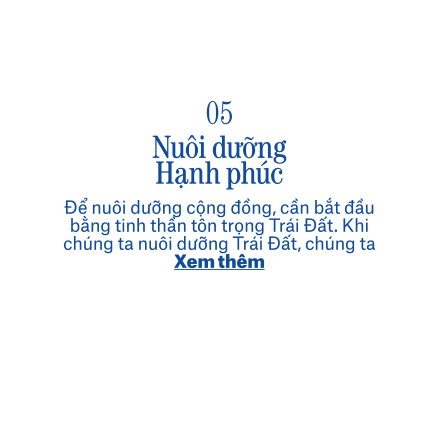 05
Nuôi dưỡng
Hạnh phúc
Để nuôi dưỡng cộng đồng, cần bắt đầu
bằng tinh thần tôn trọng Trái Đất. Khi
chúng ta nuôi dưỡng Trái Đất, chúng ta
Xem thêm